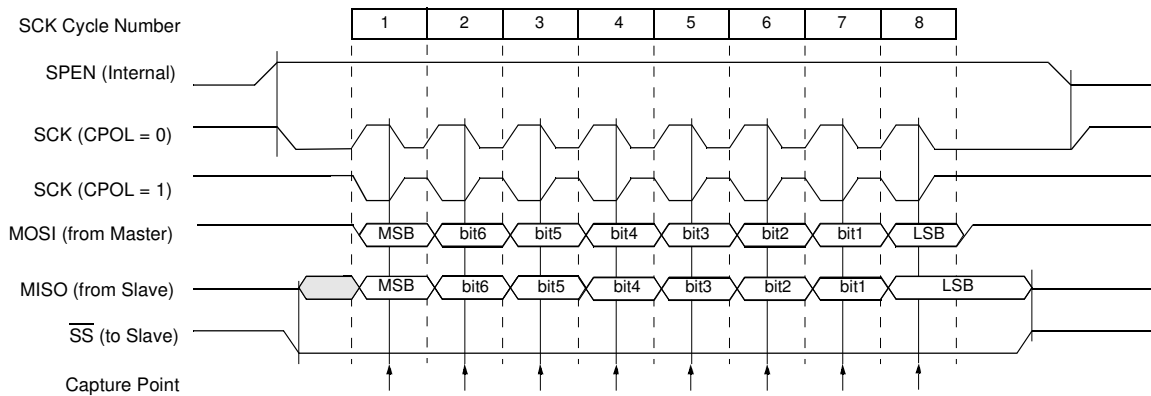 SCK Cycle Number 1 2 3 4 5 6 7 8
SPEN (Internal)
SCK (CPOL = 0)
SCK (CPOL = 1)
MOSI (from Master) MSB bit6 bit5 bit4 bit3 bit2 bit1 LSB
MISO (from Slave) MSB bit6 bit5 bit4 bit3 bit2 bit1 LSB
SS (to Slave)
Capture Point